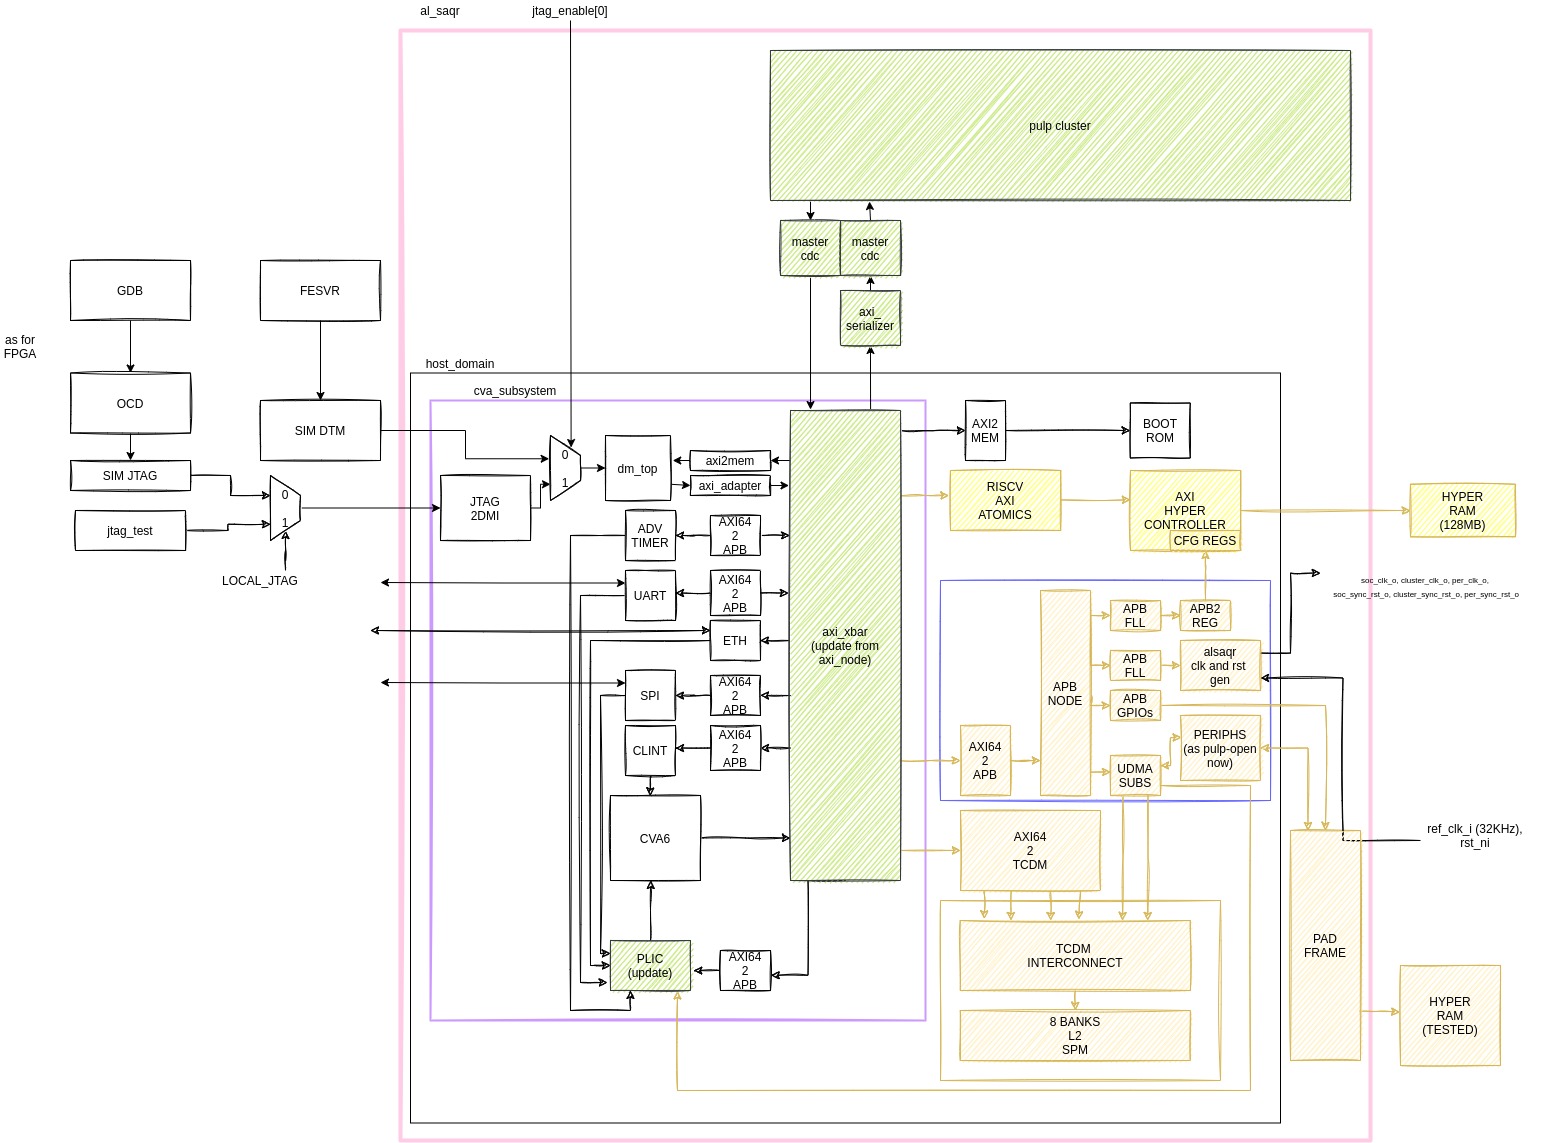 al_saqr
jtag_enable[0]
pulp cluster
master
cdc
master
cdc
axi_
serializer
GDB
FESVR
as for
FPGA
OCD
SIM DTM
SIM JTAG
jtag_test
0
1
LOCAL_JTAG
host_domain
cva_subsystem
JTAG
2DMI
0
1
dm_top
axi2mem
axi_adapter
ADV
TIMER
AXI64
2
APB
UART
AXI64
2
APB
ETH
SPI
AXI64
2
APB
CLINT
AXI64
2
APB
CVA6
PLIC
(update)
AXI64
2
APB
axi_xbar
(update from
axi_node)
AXI2
MEM
BOOT
ROM
RISCV
AXI
ATOMICS
AXI
HYPER
CONTROLLER
CFG REGS
HYPER
RAM
(128MB)
AXI64
2
APB
APB
NODE
APB
FLL
APB2
REG
APB
FLL
alsaqr
clk and rst
gen
APB
GPIOs
PERIPHS
(as pulp-open
now)
UDMA
SUBS
soc_clk_o, cluster_clk_o, per_clk_o,
soc_sync_rst_o, cluster_sync_rst_o, per_sync_rst_o
AXI64
2
TCDM
TCDM
INTERCONNECT
8 BANKS
L2
SPM
ref_clk_i (32KHz),
rst_ni
PAD
FRAME
HYPER
RAM
(TESTED)